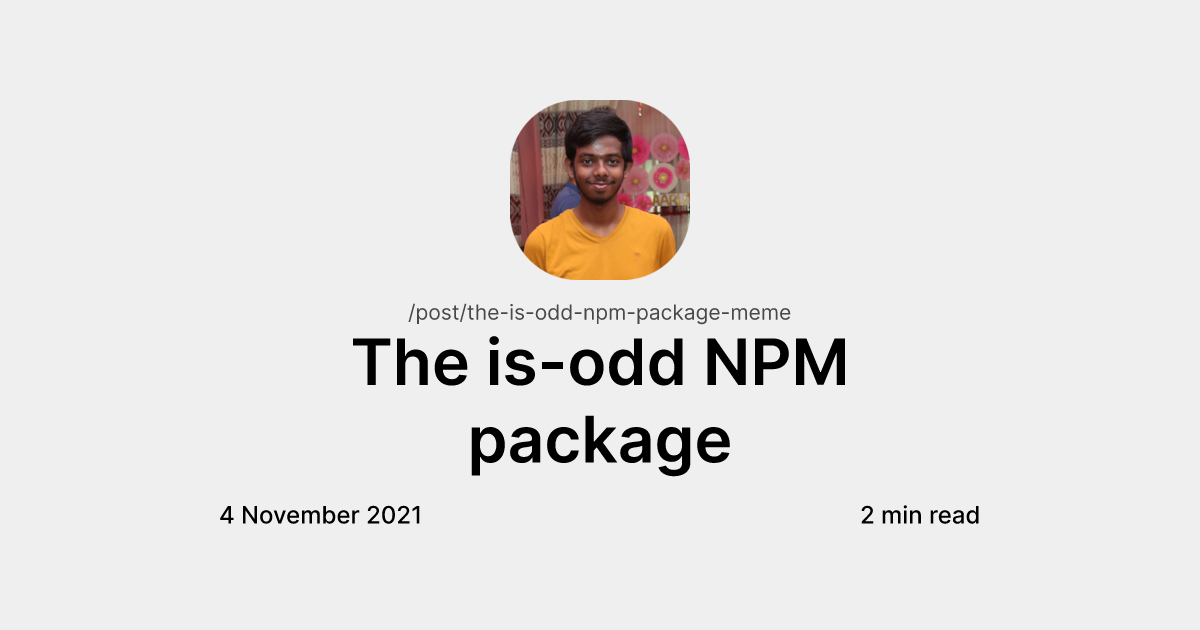 /post/the-is-odd-npm-package-meme
The is-odd NPM
package
4 November 2021
2 min read